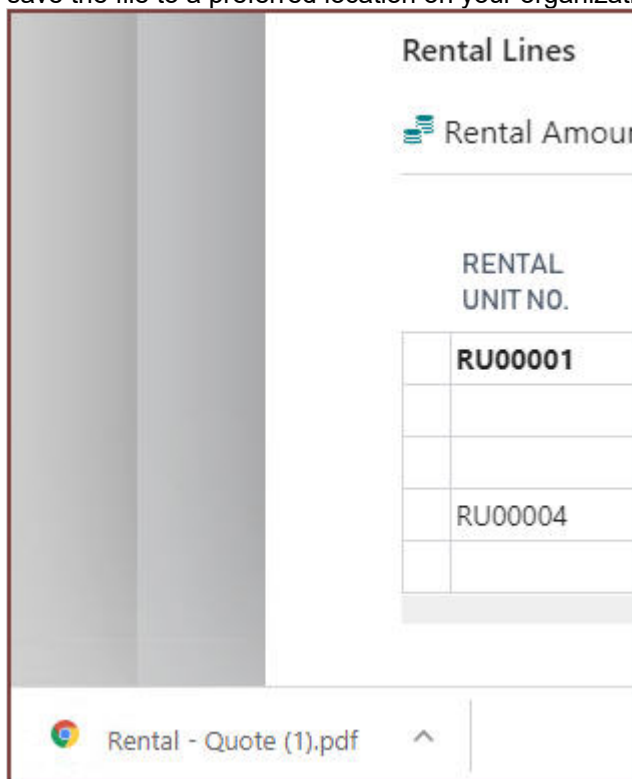 Rental Lines
Rental Amour
RENTAL
UNIT NO.
RU00001
RU00004
Rental - Quote (1).pdf